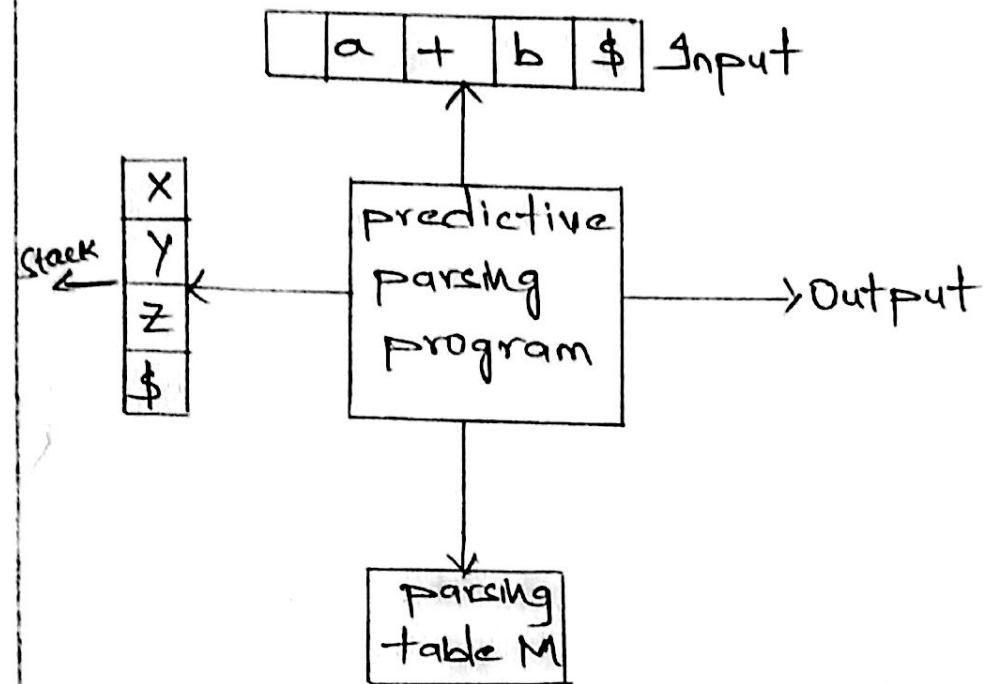 a + b $ Input
X
predictive
Stack
Y
parsing
Output
Z
program
$
parsing
table M